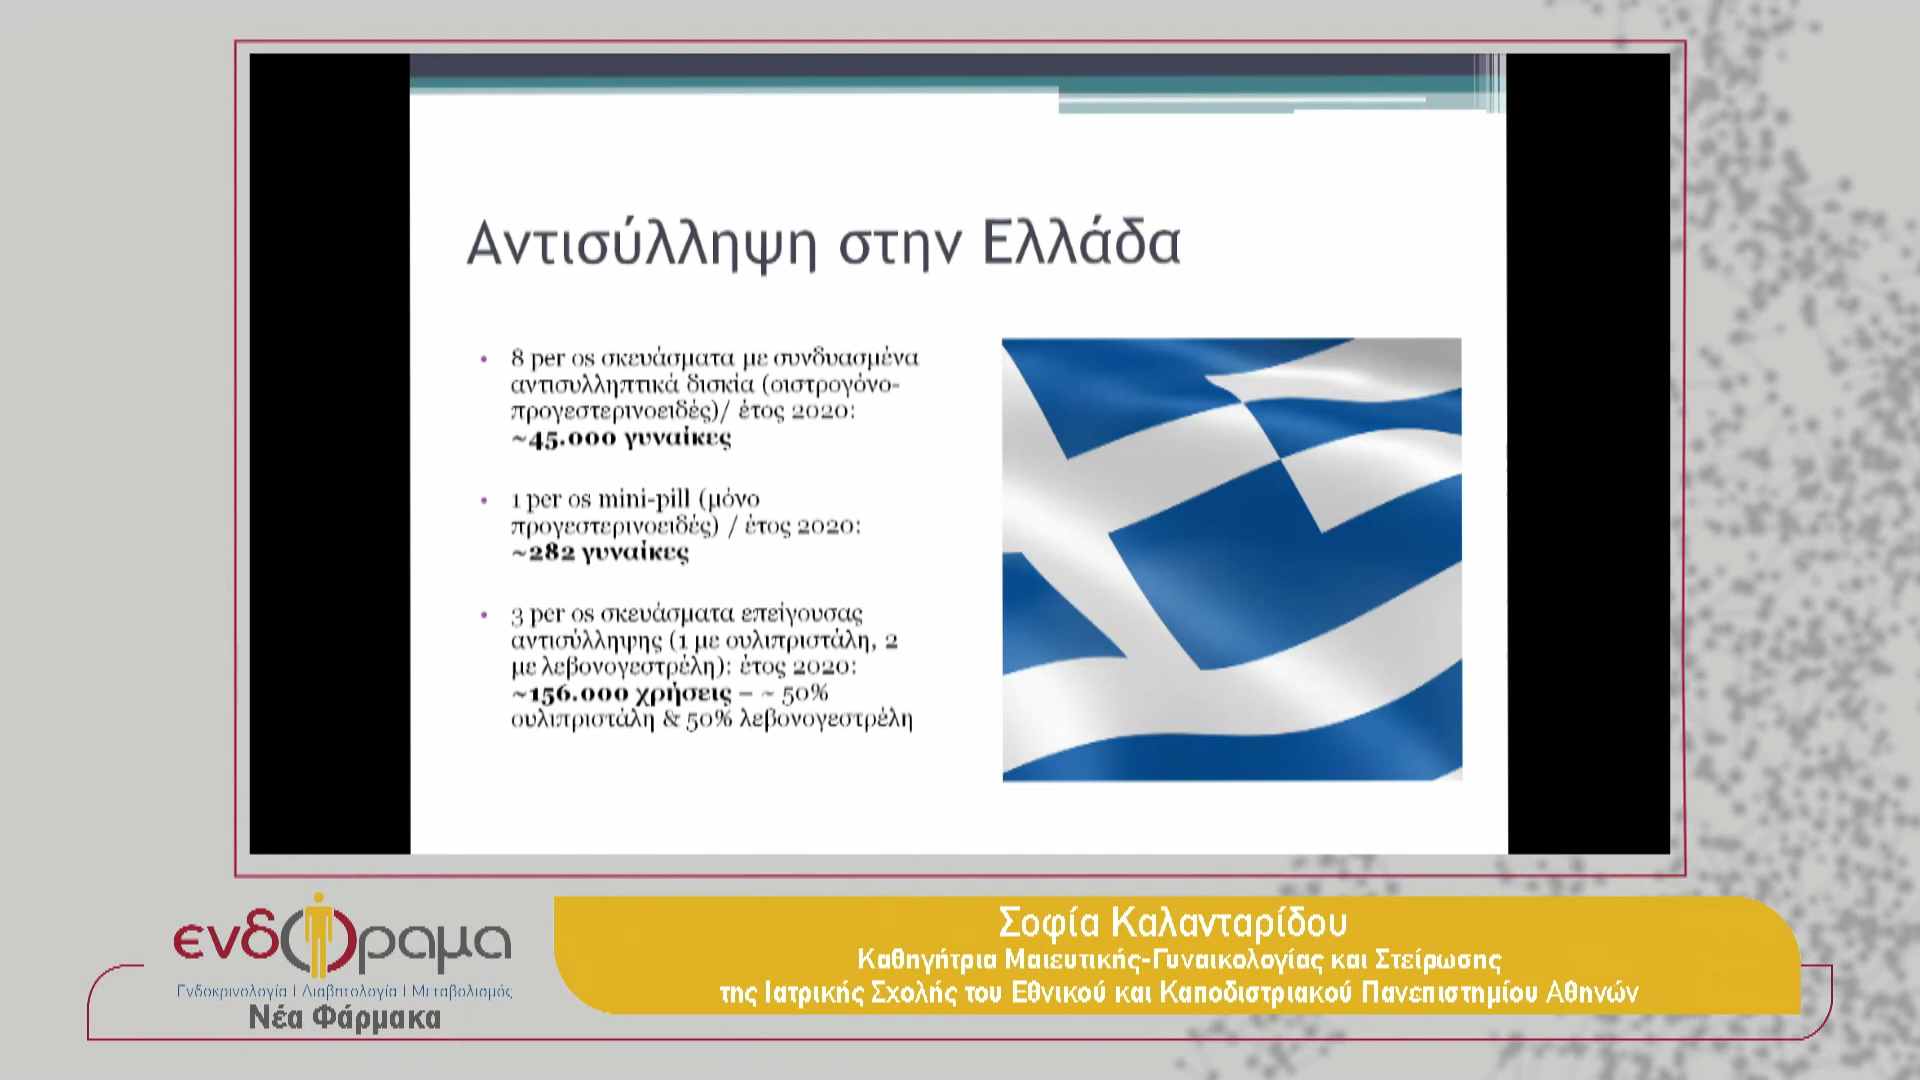 Αντισύλληψη στην Ελλάδα
• 8 per os σκευάσματα με συνδυασμένα
αντισυλληπτικά δισκία (οιστρογόνο-
προγεστερινοειδές)/ έτος 2020:
~45.000 γυναίκες
• 1 per os mini-pill (μόνο
προγεστερινοειδές) / έτος 2020:
~282 γυναίκες
• 3 per os σκευάσματα επείγουσας
αντισύλληψης (1 με ουλιπριστάλη, 2
με λεβονογεστρέλη): έτος 2020:
~156.000 χρήσεις – ~ 50%
ουλιπριστάλη & 50% λεβονογεστρέλη
ενδόραμα
Ενδοκρινολογία | Διαβητολογία | Μεταβολισμός
Νέα Φάρμακα
Σοφία Καλανταρίδου
Καθηγήτρια Μαιευτικής-Γυναικολογίας και Στείρωσης
της Ιατρικής Σχολής του Εθνικού και Καποδιστριακού Πανεπιστημίου Αθηνών